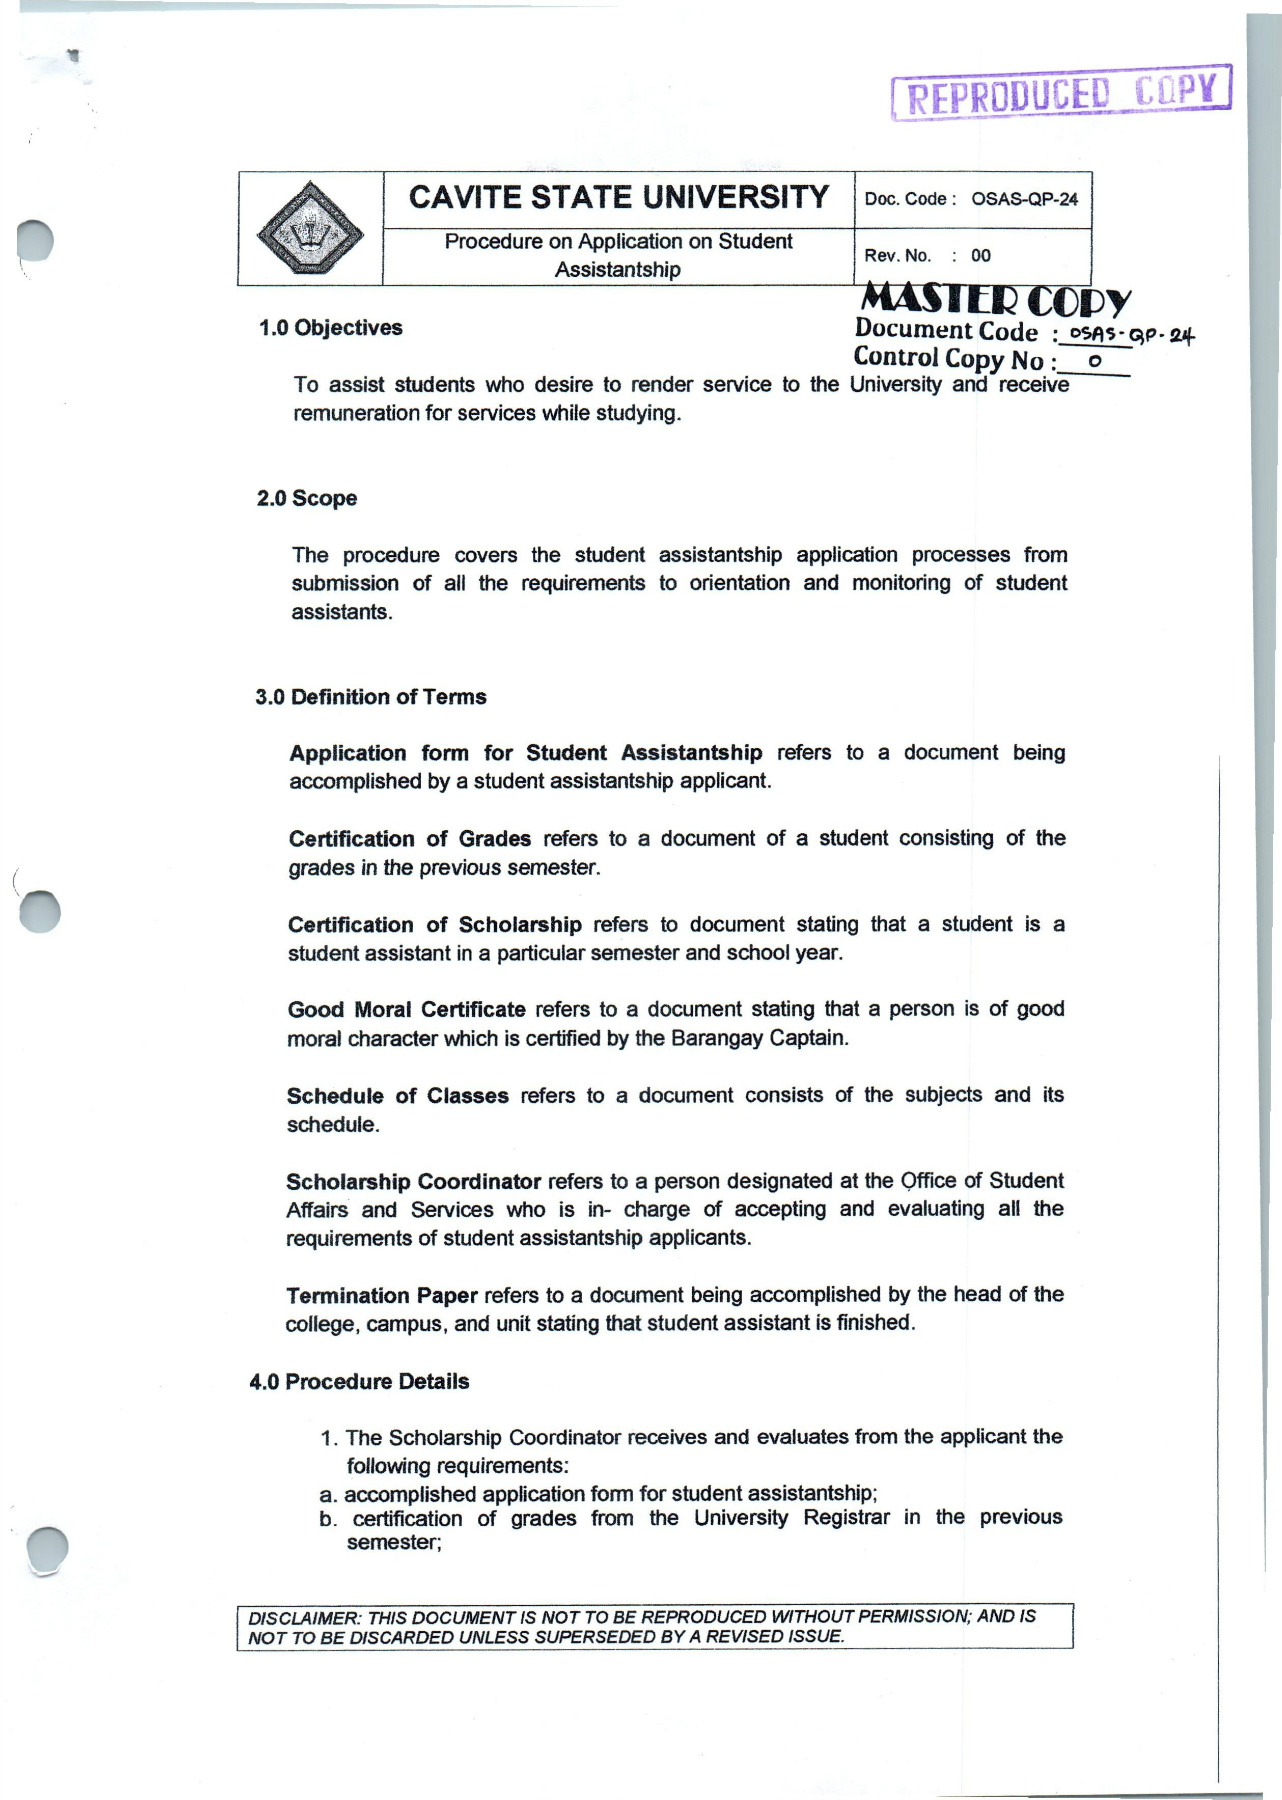 REPRODUCED COPY
CAVITE STATE UNIVERSITY
Doc. Code : OSAS-QP-24
Procedure on Application on Student
Assistantship
Rev. No. : 00
MASTER COPY
Document Code : OSAS-QP-24
Control Copy No : 0
1.0 Objectives
To assist students who desire to render service to the University and receive
remuneration for services while studying.
2.0 Scope
The procedure covers the student assistantship application processes from
submission of all the requirements to orientation and monitoring of student
assistants.
3.0 Definition of Terms
Application form for Student Assistantship refers to a document being
accomplished by a student assistantship applicant.
Certification of Grades refers to a document of a student consisting of the
grades in the previous semester.
Certification of Scholarship refers to document stating that a student is a
student assistant in a particular semester and school year.
Good Moral Certificate refers to a document stating that a person is of good
moral character which is certified by the Barangay Captain.
Schedule of Classes refers to a document consists of the subjects and its
schedule.
Scholarship Coordinator refers to a person designated at the Office of Student
Affairs and Services who is in- charge of accepting and evaluating all the
requirements of student assistantship applicants.
Termination Paper refers to a document being accomplished by the head of the
college, campus, and unit stating that student assistant is finished.
4.0 Procedure Details
1. The Scholarship Coordinator receives and evaluates from the applicant the
following requirements:
a. accomplished application form for student assistantship;
b. certification of grades from the University Registrar in the previous
semester;
DISCLAIMER: THIS DOCUMENT IS NOT TO BE REPRODUCED WITHOUT PERMISSION; AND IS
NOT TO BE DISCARDED UNLESS SUPERSEDED BY A REVISED ISSUE.